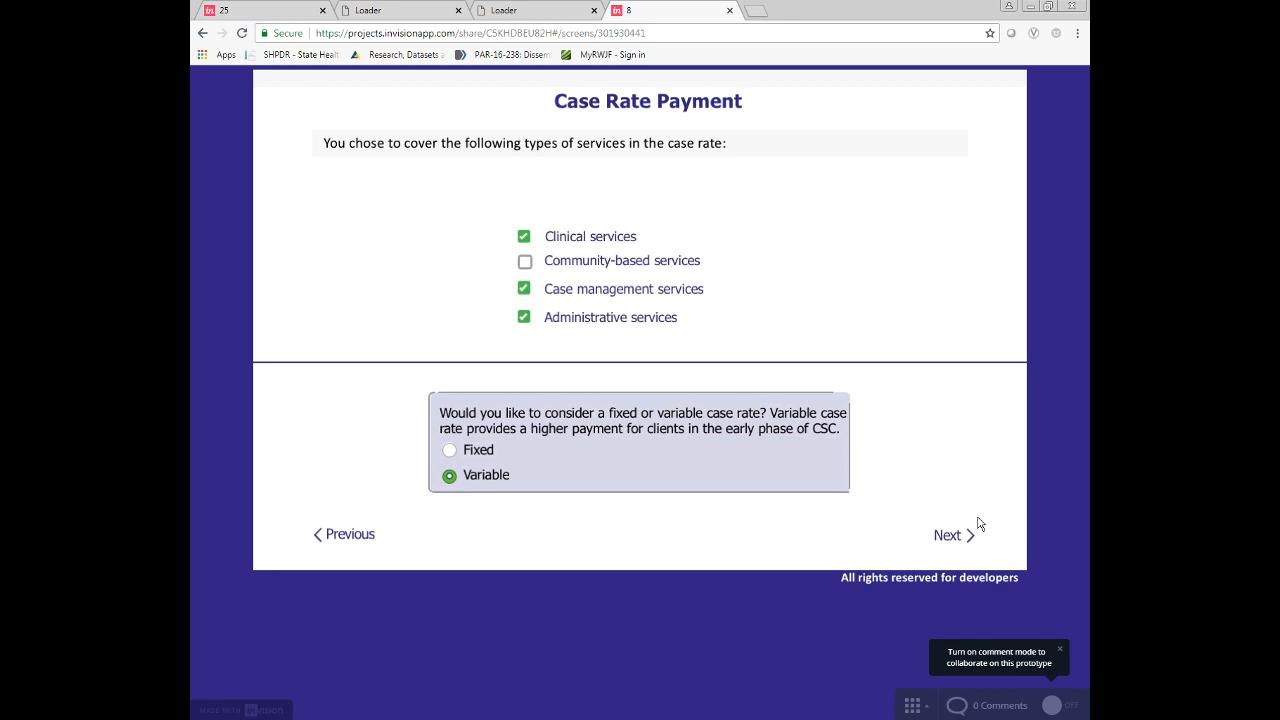 25
Loader
Loader
8
Secure
https://projects.invisionapp.com/share/C5KHDBEU82H#/screens/301930441
Apps
SHPDR - State Healt
Research, Datasets a
PAR-16-238: Dissem
MyRWJF - Sign in
Case Rate Payment
You chose to cover the following types of services in the case rate:
Clinical services
Community-based services
Case management services
Administrative services
Would you like to consider a fixed or variable case rate? Variable case
rate provides a higher payment for clients in the early phase of CSC.
Fixed
Variable
Previous
Next
All rights reserved for developers
Turn on comment mode to
collaborate on this prototype
MADE WITH invision
0 Comments
OFF